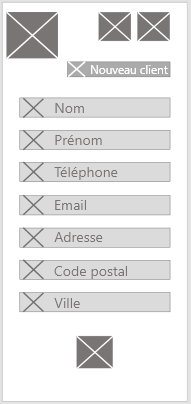 Nouveau client
Nom
Prénom
Téléphone
Email
Adresse
Code postal
Ville